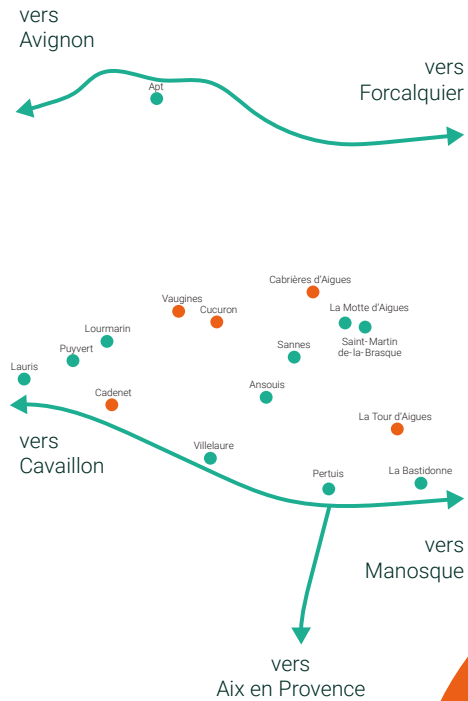 vers
Avignon
vers
Forcalquier
Apt
Cabrières d'Aigues
Vaugines
Cucuron
La Motte d'Aigues
Lourmarin
Saint-Martin
de-la-Brasque
Puyvert
Sannes
Lauris
Cadenet
Ansouis
La Tour d'Aigues
vers
Cavaillon
Villelaure
Pertuis
La Bastidonne
vers
Manosque
vers
Aix en Provence